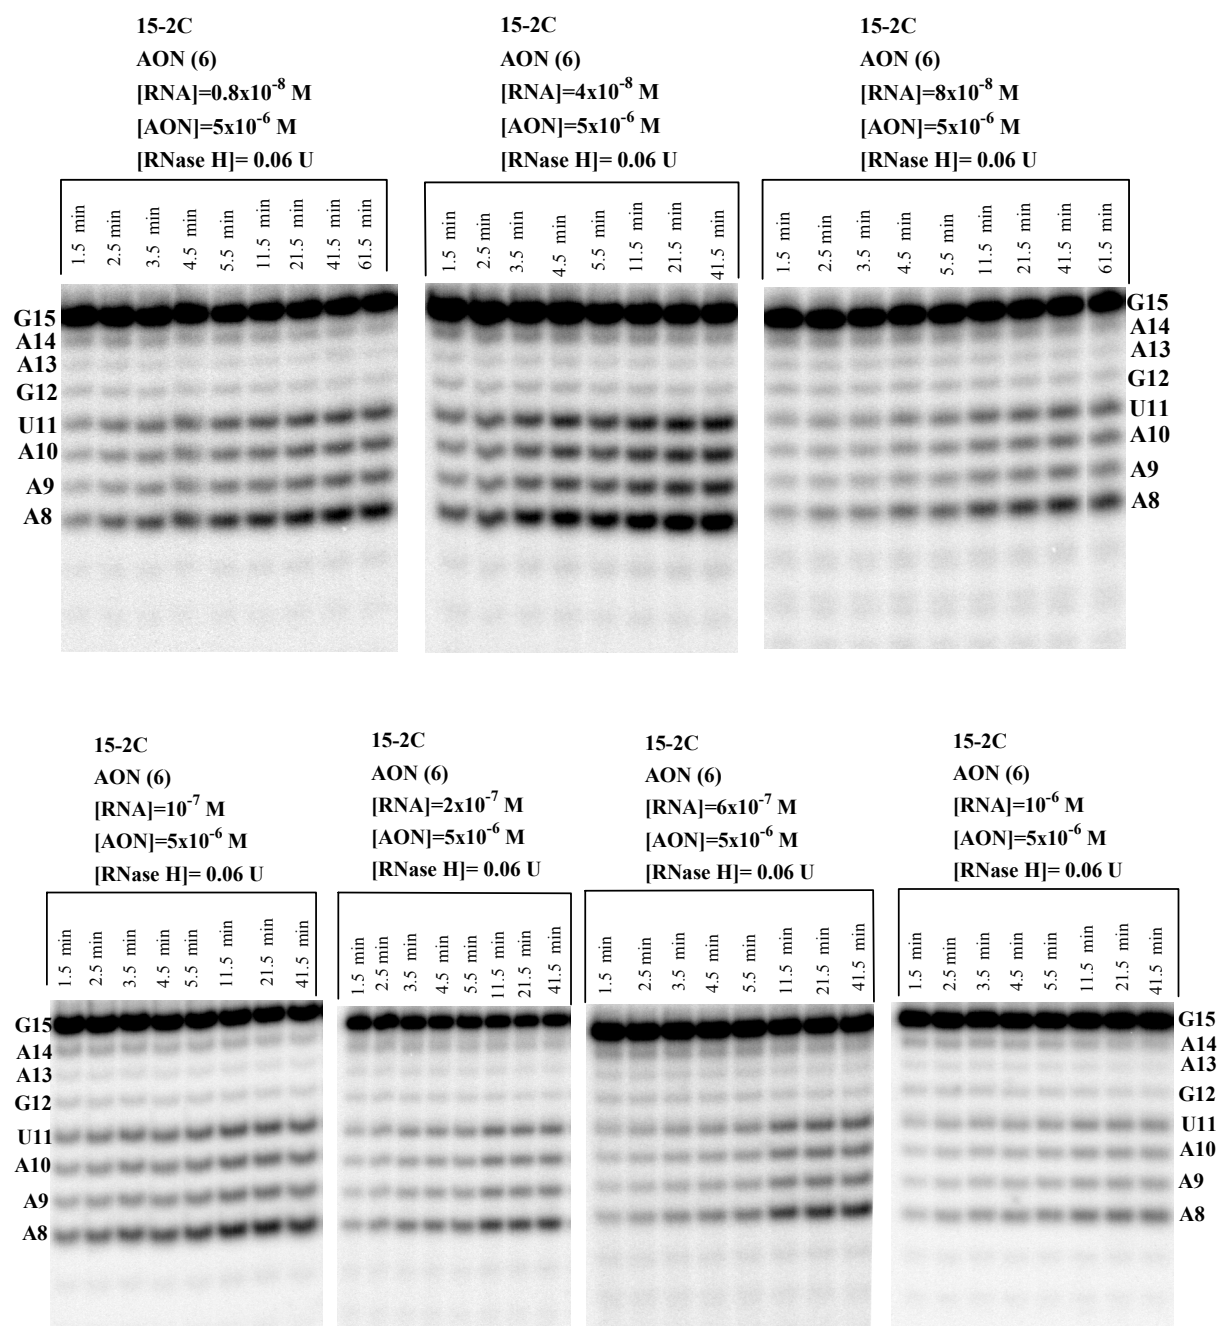 15-2C
AON (6)
[RNA]=0.8x10-8 M
[AON]=5x10-6 M
[RNase H]= 0.06 U
1.5 min
2.5 min
3.5 min
4.5 min
5.5 min
11.5 min
21.5 min
41.5 min
61.5 min
15-2C
AON (6)
[RNA]=4x10-8 M
[AON]=5x10-6 M
[RNase H]= 0.06 U
1.5 min
2.5 min
3.5 min
4.5 min
5.5 min
11.5 min
21.5 min
41.5 min
15-2C
AON (6)
[RNA]=8x10-8 M
[AON]=5x10-6 M
[RNase H]= 0.06 U
1.5 min
2.5 min
3.5 min
4.5 min
5.5 min
11.5 min
21.5 min
41.5 min
61.5 min
G15
A14
A13
G12
U11
A10
A9
A8
G15
A14
A13
G12
U11
A10
A9
A8
15-2C
AON (6)
[RNA]=10-7 M
[AON]=5x10-6 M
[RNase H]= 0.06 U
1.5 min
2.5 min
3.5 min
4.5 min
5.5 min
11.5 min
21.5 min
41.5 min
15-2C
AON (6)
[RNA]=2x10-7 M
[AON]=5x10-6 M
[RNase H]= 0.06 U
1.5 min
2.5 min
3.5 min
4.5 min
5.5 min
11.5 min
21.5 min
41.5 min
15-2C
AON (6)
[RNA]=6x10-7 M
[AON]=5x10-6 M
[RNase H]= 0.06 U
1.5 min
2.5 min
3.5 min
4.5 min
5.5 min
11.5 min
21.5 min
41.5 min
15-2C
AON (6)
[RNA]=10-6 M
[AON]=5x10-6 M
[RNase H]= 0.06 U
1.5 min
2.5 min
3.5 min
4.5 min
5.5 min
11.5 min
21.5 min
41.5 min
G15
A14
A13
G12
U11
A10
A9
A8
G15
A14
A13
G12
U11
A10
A9
A8